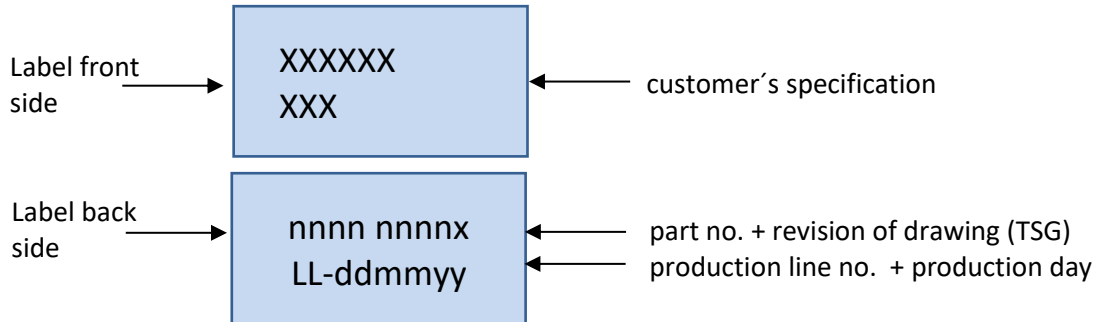 Label front
side
XXXXXX
XXX
customer´s specification
Label back
side
nnnn nnnnx
LL-ddmmyy
part no. + revision of drawing (TSG)
production line no. + production day